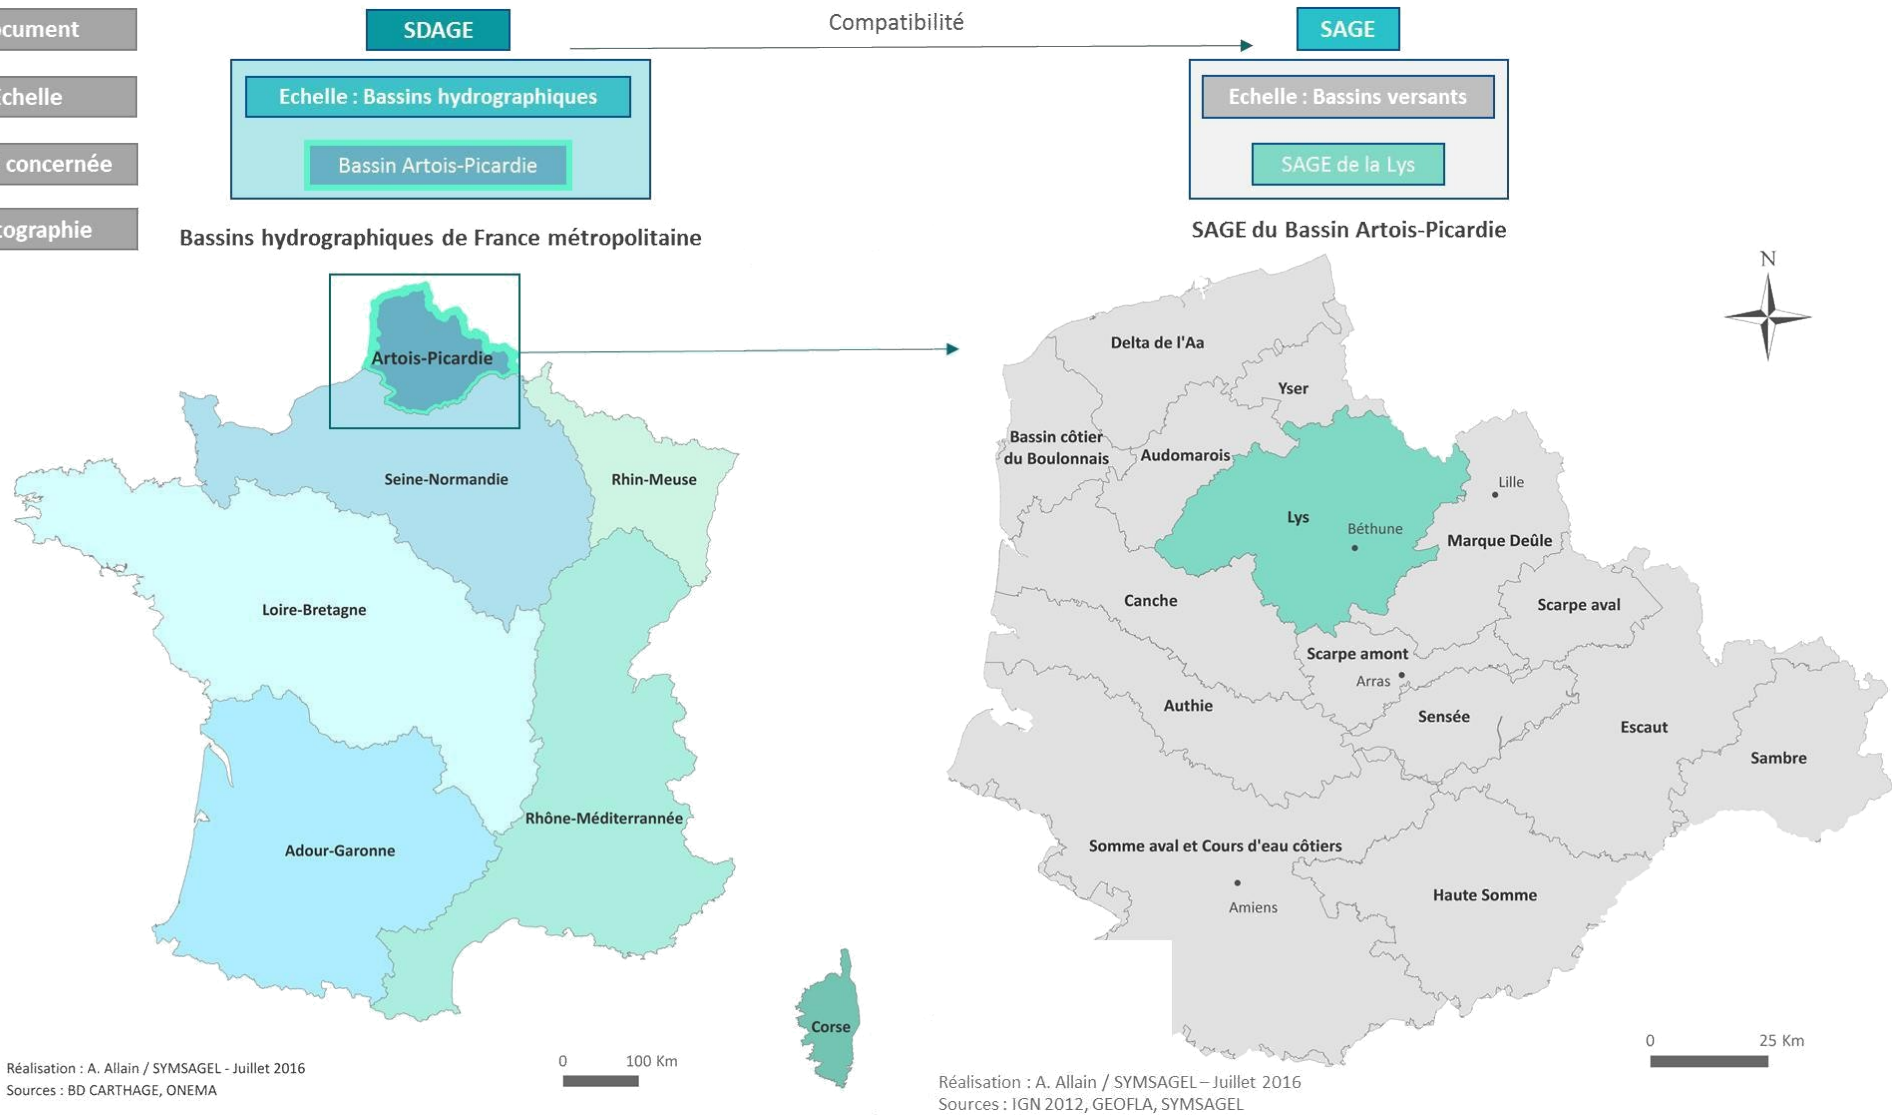 cument
SDAGE
Compatibilité
SAGE
chelle
Echelle : Bassins hydrographiques
Echelle : Bassins versants
concernée
Bassin Artois-Picardie
SAGE de la Lys
ographie
Bassins hydrographiques de France métropolitaine
SAGE du Bassin Artois-Picardie
N
Artois-Picardie
Seine-Normandie
Rhin-Meuse
Loire-Bretagne
Adour-Garonne
Rhône-Méditerrannée
Corse
Delta de l'Aa
Yser
Bassin côtier
du Boulonnais
Audomarois
Lille
Lys
Béthune
Marque Deûle
Canche
Scarpe aval
Scarpe amont
Arras
Authie
Sensée
Escaut
Sambre
Somme aval et Cours d'eau côtiers
Amiens
Haute Somme
0 100 Km
0 25 Km
Réalisation : A. Allain / SYMSAGEL - Juillet 2016
Sources : BD CARTHAGE, ONEMA
Réalisation : A. Allain / SYMSAGEL – Juillet 2016
Sources : IGN 2012, GEOFLA, SYMSAGEL